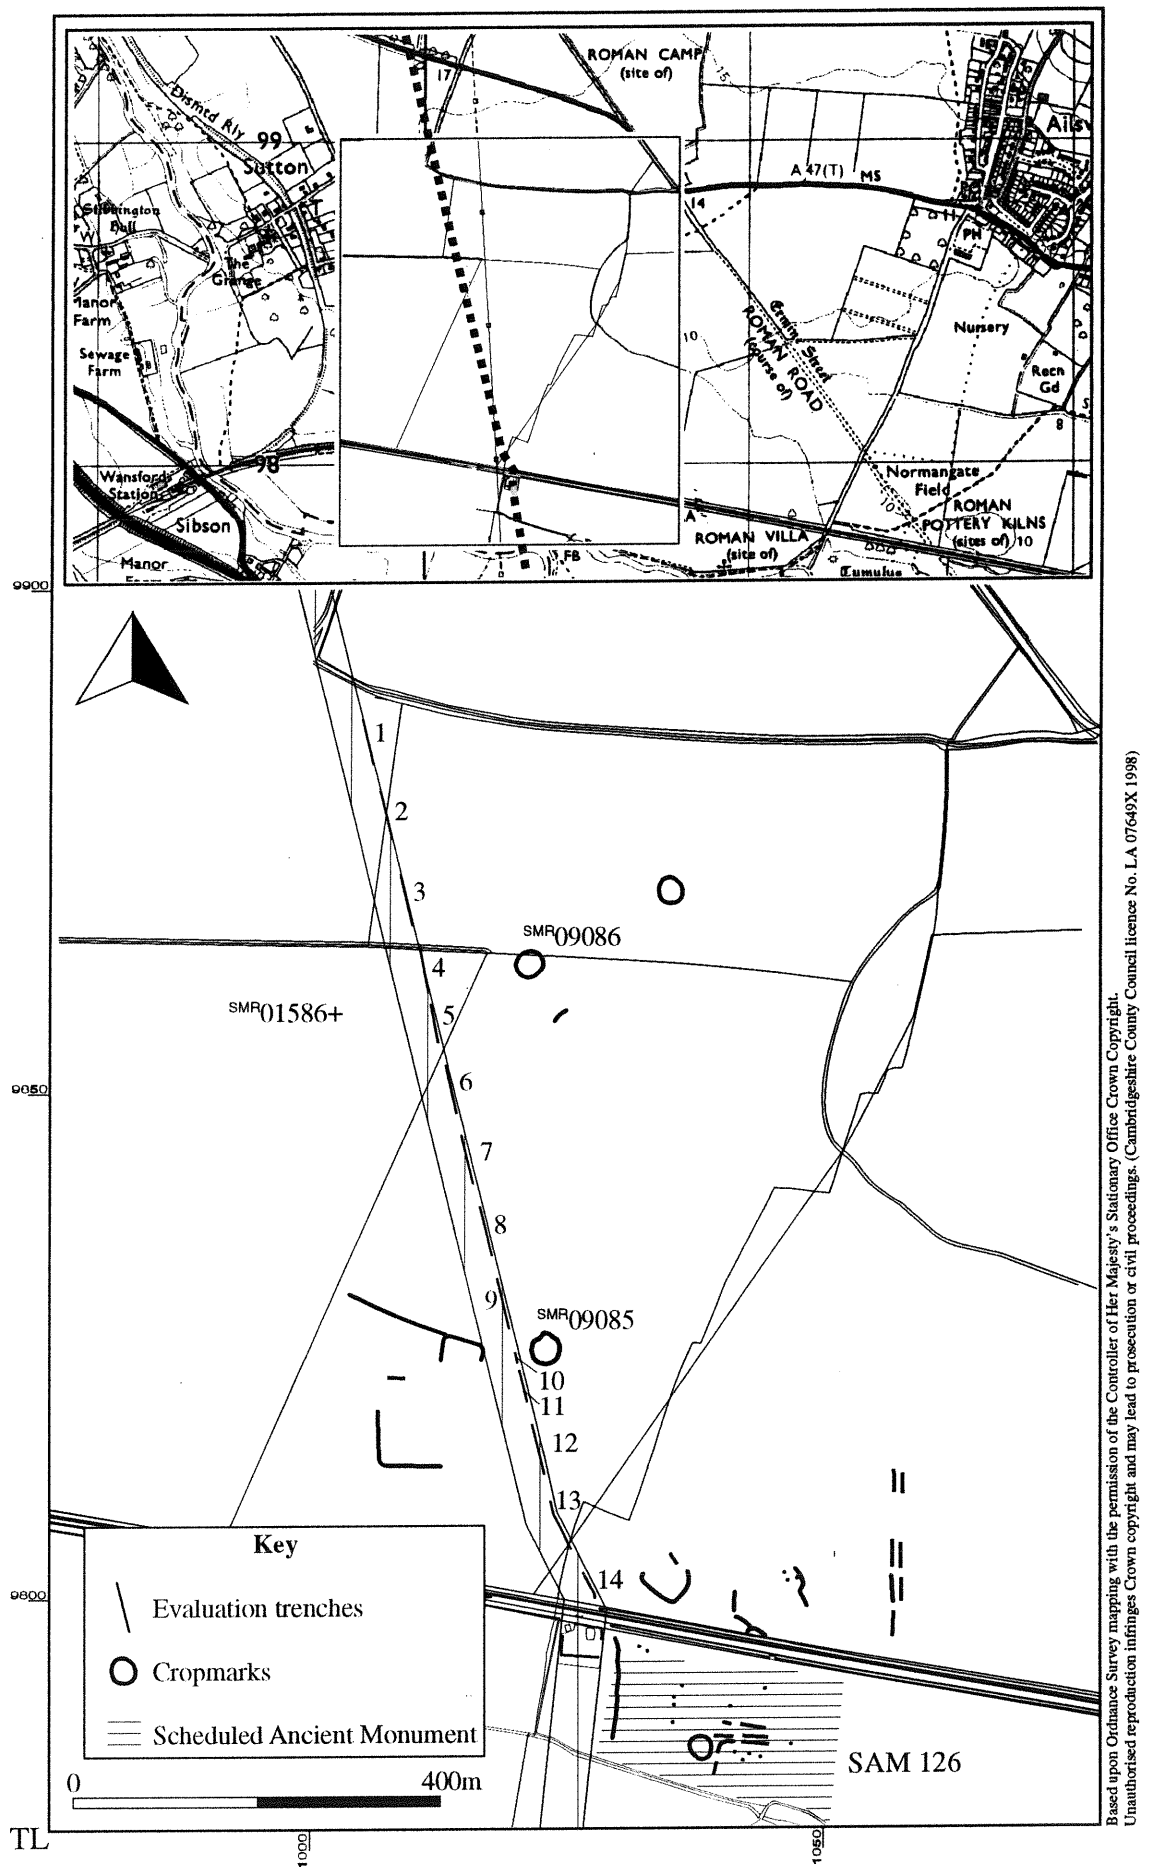 ROMAN CAMP
(site of)
17
15
Dismtd Rly
99
Sutton
Ails
A 47(T)
MS
14
Stibbington
Hall
W
The
Grange
PH
Manor
Farm
Sewage
Farm
10
Ermine Street
ROMAN ROAD
(course of)
Nursery
Recn
Gd
S
8
98
Wansford
Station
Sibson
Manor
Normangate
Field
10
ROMAN
POTTERY KILNS
(sites of) 10
A
ROMAN VILLA
(site of)
FB
Tumulus
9900
1
2
3
SMR09086
4
SMR01586+
5
9850
6
7
8
9
SMR09085
10
11
12
13
14
9800
Key
Evaluation trenches
Cropmarks
Scheduled Ancient Monument
SAM 126
0
400m
TL
1000
1050
Based upon Ordnance Survey mapping with the permission of the Controller of Her Majesty's Stationary Office Crown Copyright.
Unauthorised reproduction infringes Crown copyright and may lead to prosecution or civil proceedings. (Cambridgeshire County Council licence No. LA 07649X 1998)